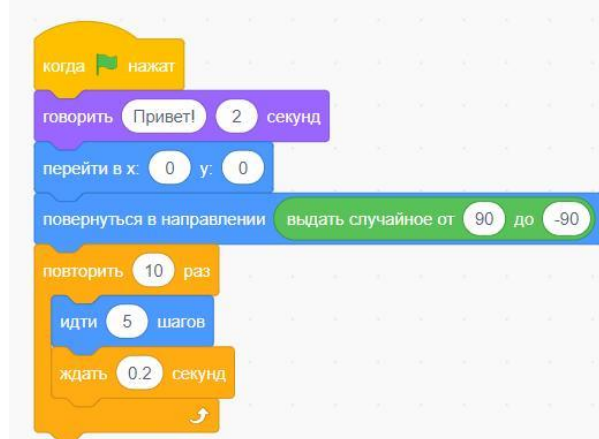 когда нажат
говорить Привет! 2 секунд
перейти в x: 0 y: 0
повернуться в направлении выдать случайное от 90 до -90
повторить 10 раз
идти 5 шагов
ждать 0.2 секунд